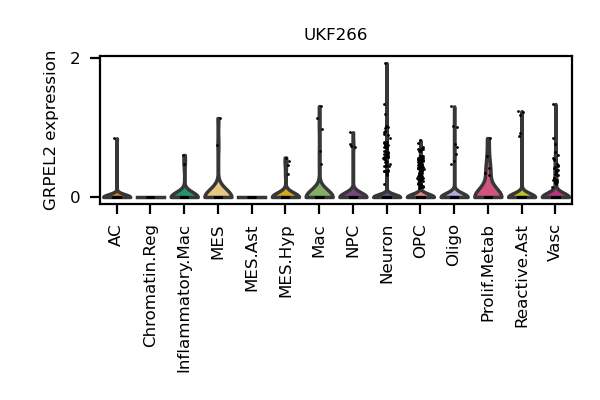 UKF266
GRPEL2 expression
2
0
AC
Chromatin.Reg
Inflammatory.Mac
MES
MES.Ast
MES.Hyp
Mac
NPC
Neuron
OPC
Oligo
Prolif.Metab
Reactive.Ast
Vasc